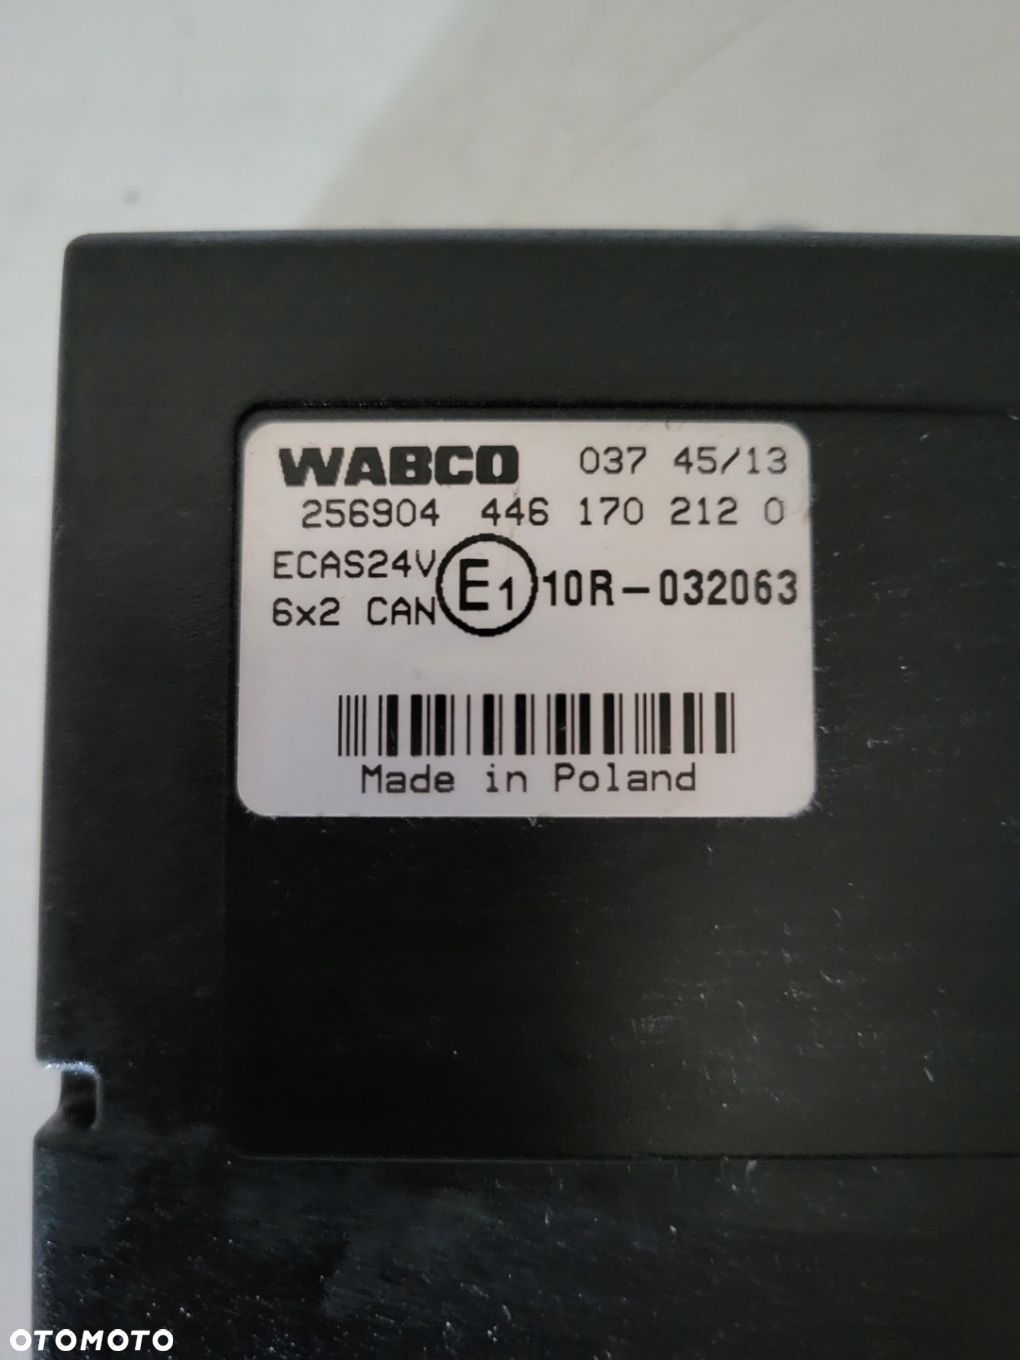 WABCO 037 45/13
256904 446 170 212 0
ECAS24V E1 10R-032063
6x2 CAN
Made in Poland
OTOMOTO